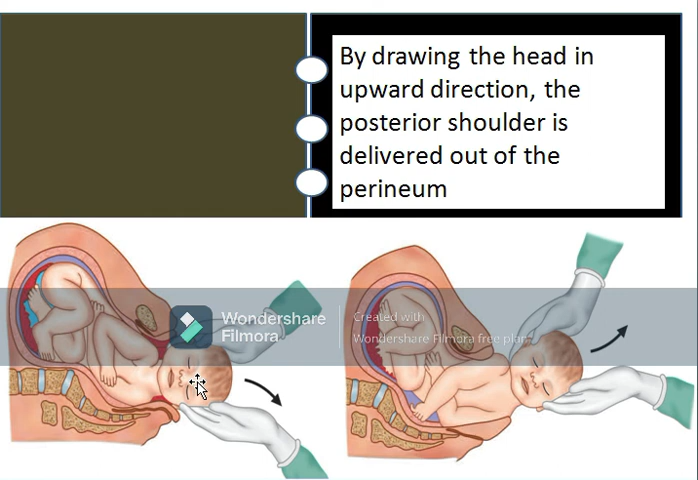 By drawing the head in
upward direction, the
posterior shoulder is
delivered out of the
perineum
Wondershare
Filmora
Created with
Wondershare Filmora free plan